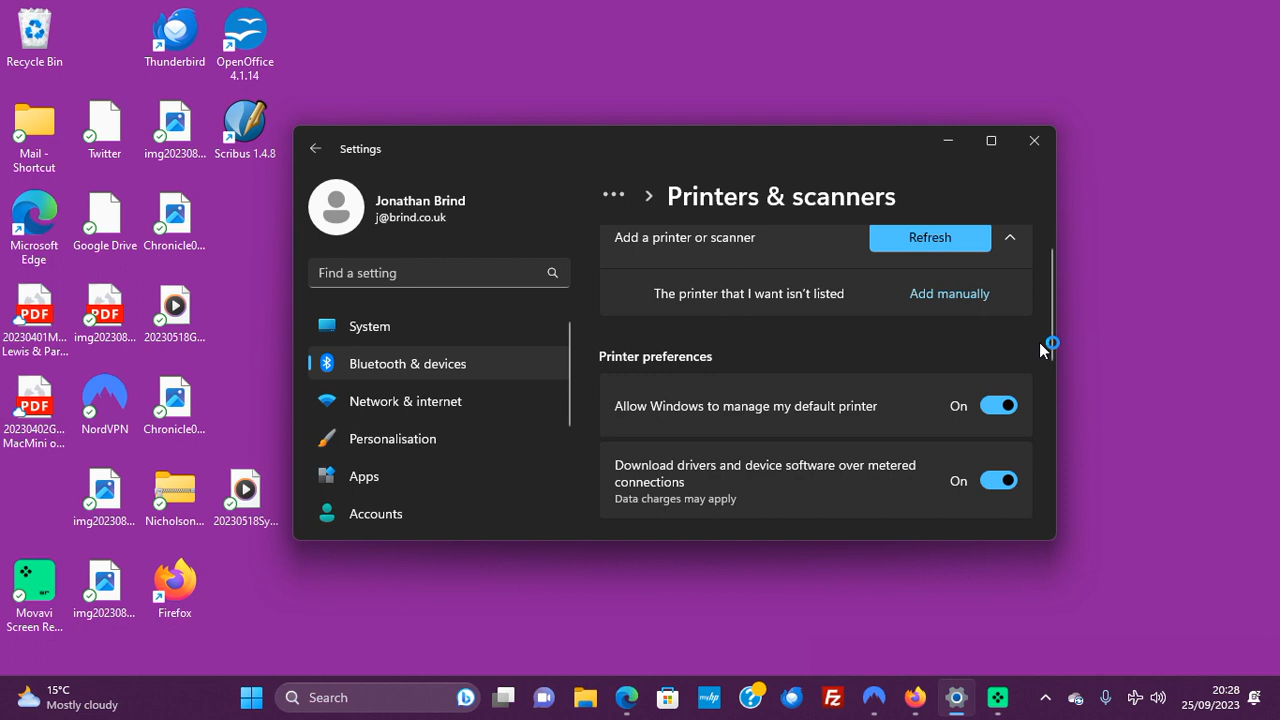 Recycle Bin
Thunderbird
OpenOffice
4.1.14
Mail -
Shortcut
Twitter
img202308...
Scribus 1.4.8
Microsoft
Edge
Google Drive
Chronicle0...
PDF
20230401M...
Lewis & Par...
PDF
img202308...
20230518G...
PDF
20230402G...
MacMini o...
NordVPN
Chronicle0...
img202308...
Nicholson...
20230518Sy...
Movavi
Screen Re...
img202308...
Firefox
Settings
Jonathan Brind
j@brind.co.uk
Find a setting
System
Bluetooth & devices
Network & internet
Personalisation
Apps
Accounts
... > Printers & scanners
Add a printer or scanner
Refresh
The printer that I want isn't listed
Add manually
Printer preferences
Allow Windows to manage my default printer
On
Download drivers and device software over metered
connections
On
Data charges may apply
15°C
Mostly cloudy
Search
myhp
FZ
20:28
25/09/2023